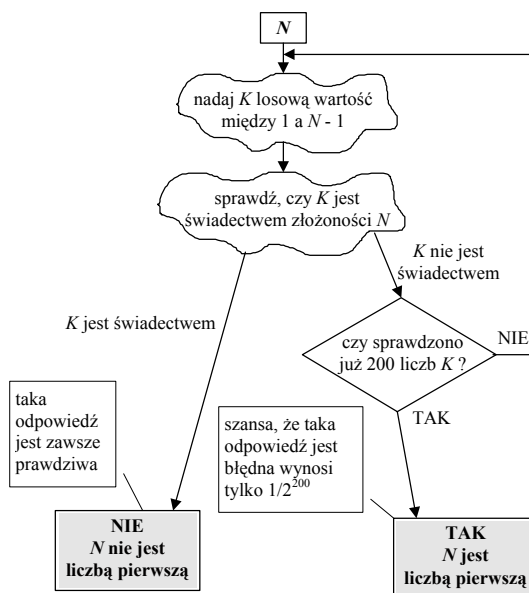 N
nadaj K losową wartość
między 1 a N - 1
sprawdź, czy K jest
świadectwem złożoności N
K nie jest
świadectwem
K jest świadectwem
czy sprawdzono
już 200 liczb K ?
NIE
TAK
taka
odpowiedź
jest zawsze
prawdziwa
szansa, że taka
odpowiedź jest
błędna wynosi
tylko 1/2^200
NIE
N nie jest
liczbą pierwszą
TAK
N jest
liczbą pierwszą